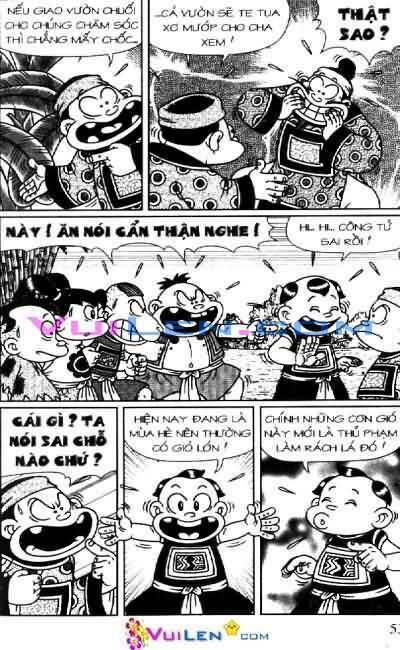 NẾU GIAO VƯỜN CHUỐI
CHO CHÚNG CHĂM SÓC
THÌ CHẲNG MẤY CHỐC...
...CẢ VƯỜN SẼ TE TUA
XƠ MƯỚP CHO CHA
XEM!
THẬT
SAO?
NÀY! ĂN NÓI CẨN THẬN NGHE!
HI.. HI.. CÔNG TỬ
SAI RỒI!
VUILEN.COM
CÁI GÌ? TA
NÓI SAI CHỖ
NÀO CHỨ?
HIỆN NAY ĐANG LÀ
MÙA HÈ NÊN THƯỜNG
CÓ GIÓ LỚN!
CHÍNH NHỮNG CƠN GIÓ
NÀY MỚI LÀ THỦ PHẠM
LÀM RÁCH LÁ ĐÓ!
VUILEN.COM